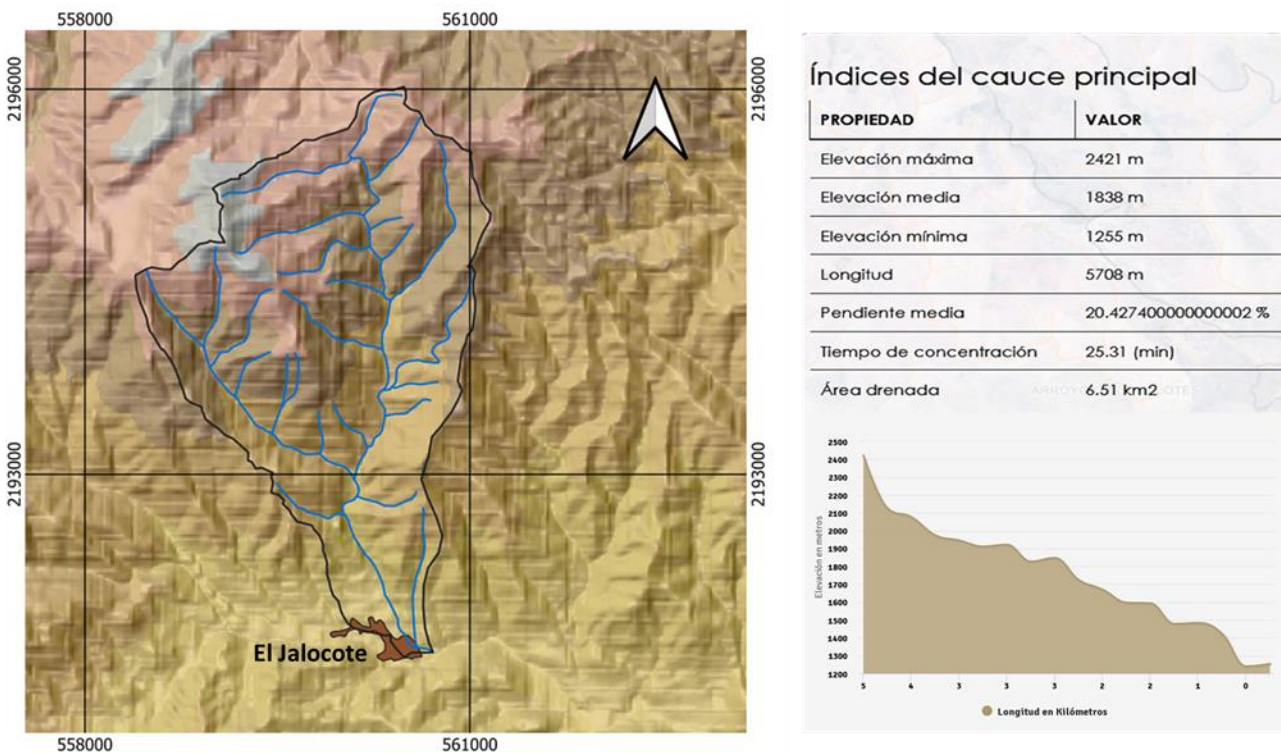 558000 561000
2196000 2196000
2193000 2193000
El Jalocote
558000 561000
Índices del cauce principal
PROPIEDAD VALOR
Elevación máxima 2421 m
Elevación media 1838 m
Elevación mínima 1255 m
Longitud 5708 m
Pendiente media 20.427400000000002 %
Tiempo de concentración 25.31 (min)
Área drenada 6.51 km2
Elevación en metros
2500
2400
2300
2200
2100
2000
1900
1800
1700
1600
1500
1400
1300
1200
5 4 3 3 3 2 2 1 0
Longitud en Kilómetros